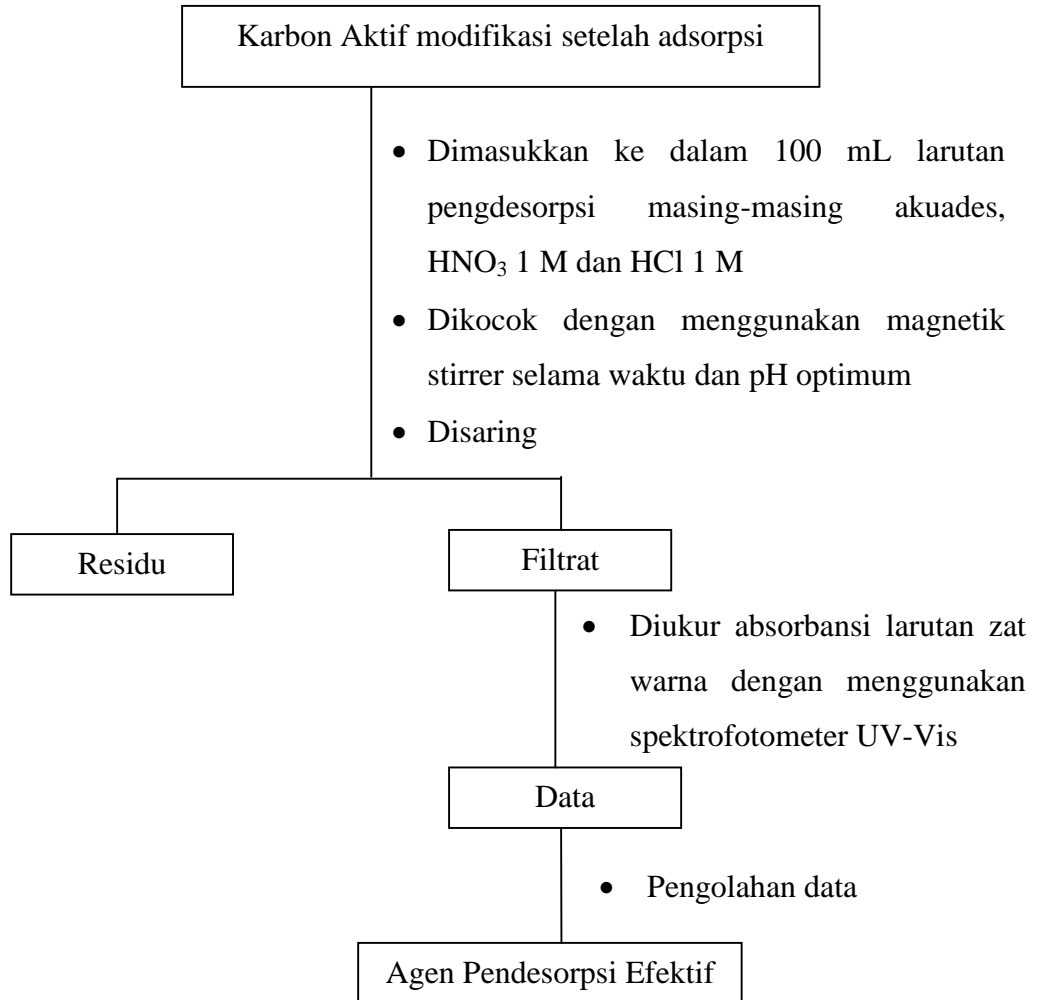 Karbon Aktif modifikasi setelah adsorpsi
• Dimasukkan ke dalam 100 mL larutan
pengdesorpsi masing-masing akuades,
HNO₃ 1 M dan HCl 1 M
• Dikocok dengan menggunakan magnetik
stirrer selama waktu dan pH optimum
• Disaring
Residu
Filtrat
• Diukur absorbansi larutan zat
warna dengan menggunakan
spektrofotometer UV-Vis
Data
• Pengolahan data
Agen Pendesorpsi Efektif